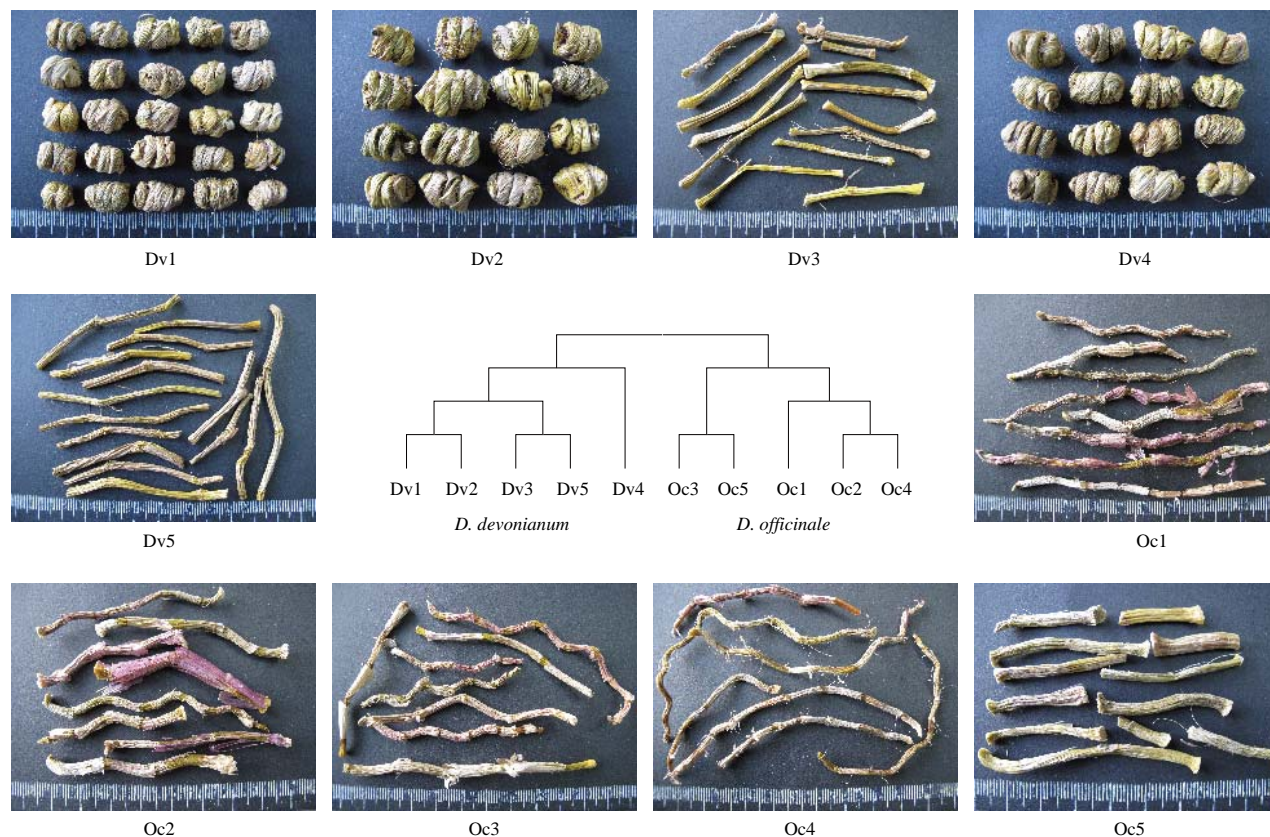 Dv1
Dv2
Dv3
Dv4
Dv1 Dv2 Dv3 Dv5 Dv4 Oc3 Oc5 Oc1 Oc2 Oc4
D. devonianum
D. officinale
Dv5
Oc1
Oc2
Oc3
Oc4
Oc5